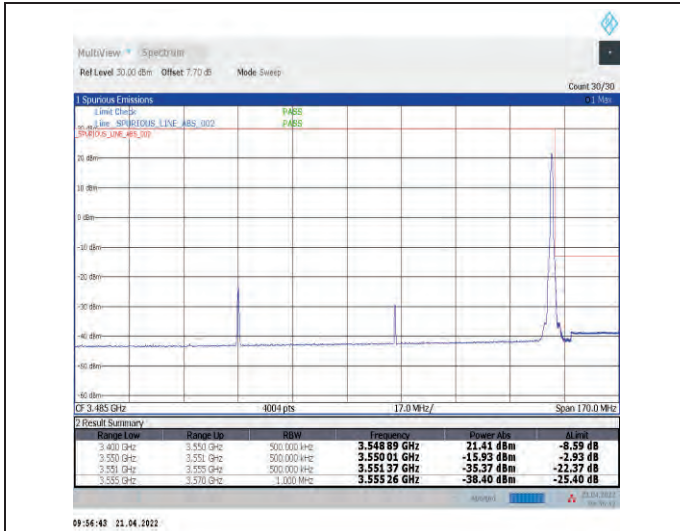 MultiView Spectrum
Ref Level 30.00 dBm Offset 7.70 dB Mode Sweep
Count 30/30
1 Spurious Emissions 1 Max
Limit Check PASS
Line _SPURIOUS_LINE_ABS_002 PASS
_SPURIOUS_LINE_ABS_002
20 dBm
10 dBm
0 dBm
-10 dBm
-20 dBm
-30 dBm
-40 dBm
-50 dBm
-60 dBm
CF 3.485 GHz 4004 pts 17.0 MHz/ Span 170.0 MHz
2 Result Summary
Range Low Range Up RBW Frequency Power Abs ΔLimit
3.400 GHz 3.550 GHz 500.000 kHz 3.548 89 GHz 21.41 dBm -8.59 dB
3.550 GHz 3.551 GHz 500.000 kHz 3.550 01 GHz -15.93 dBm -2.93 dB
3.551 GHz 3.555 GHz 500.000 kHz 3.551 37 GHz -35.37 dBm -22.37 dB
3.555 GHz 3.570 GHz 1.000 MHz 3.555 26 GHz -38.40 dBm -25.40 dB
21.04.2022
09:56:43
09:56:43 21.04.2022